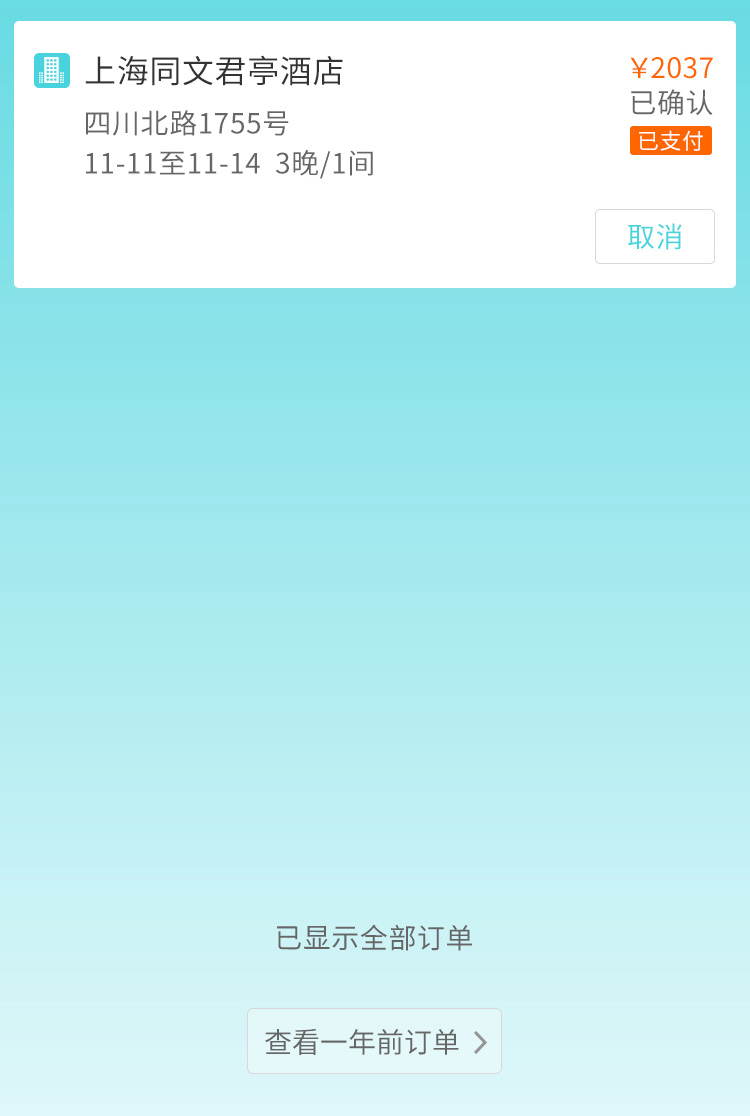 上海同文君亭酒店
¥2037
四川北路1755号
已确认
11-11至11-14 3晚/1间
已支付
取消
已显示全部订单
查看一年前订单